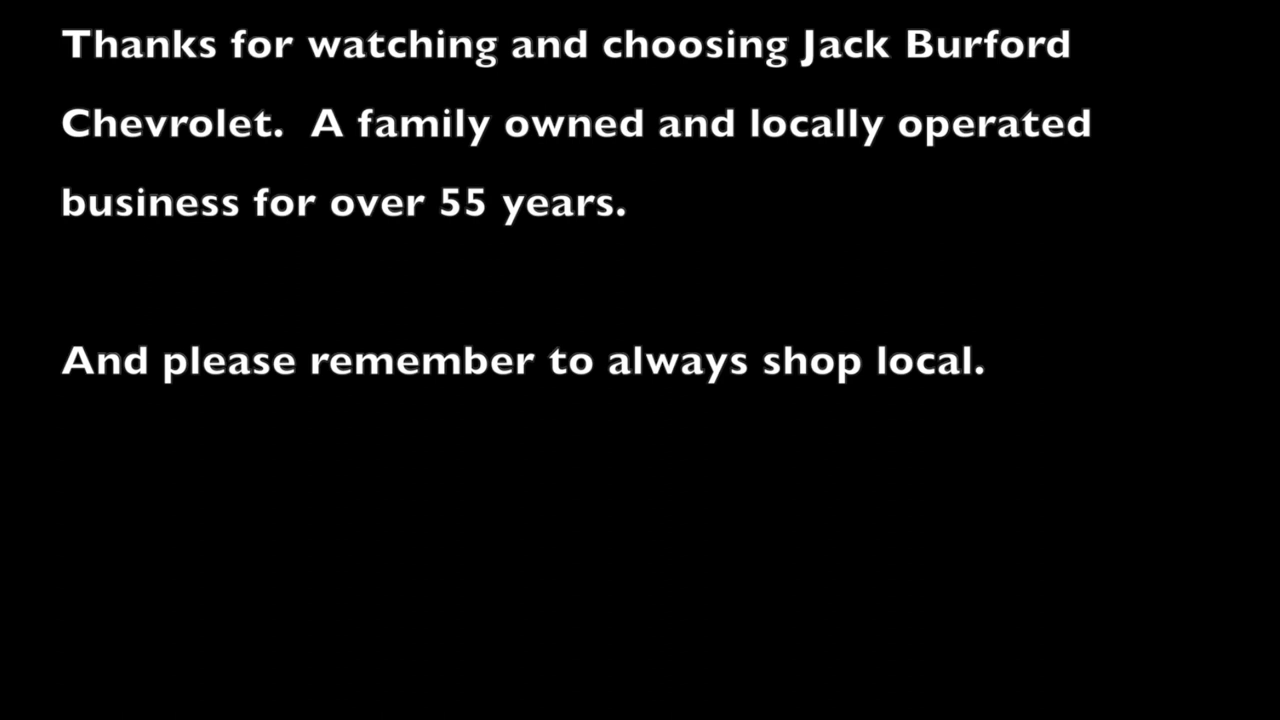 Thanks for watching and choosing Jack Burford
Chevrolet.  A family owned and locally operated
business for over 55 years.
And please remember to always shop local.